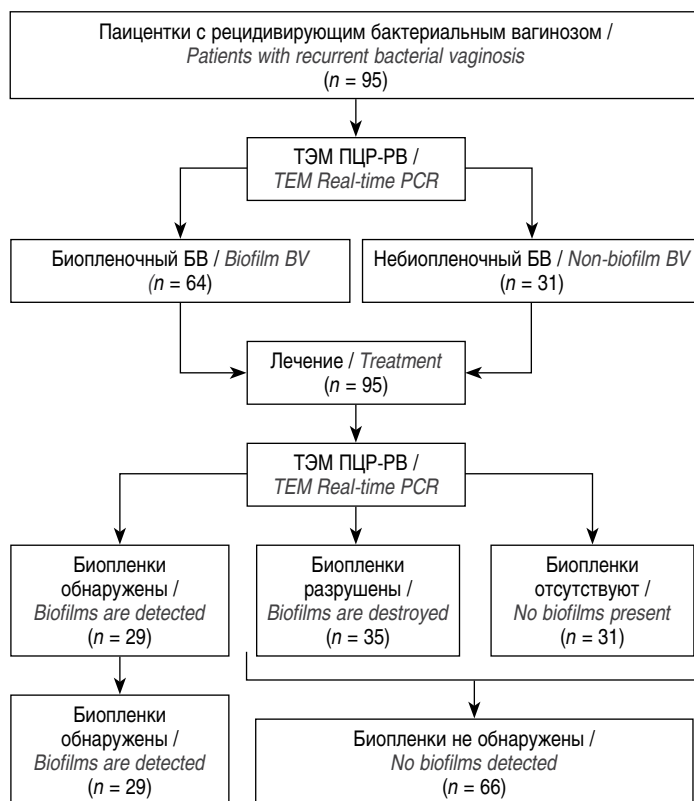 Паицентки с рецидивирующим бактериальным вагинозом /
Patients with recurrent bacterial vaginosis
(n = 95)
ТЭМ ПЦР-РВ /
TEM Real-time PCR
Биопленочный БВ / Biofilm BV
(n = 64)
Небиопленочный БВ / Non-biofilm BV
(n = 31)
Лечение / Treatment
(n = 95)
ТЭМ ПЦР-РВ /
TEM Real-time PCR
Биопленки
обнаружены /
Biofilms are detected
(n = 29)
Биопленки
разрушены /
Biofilms are destroyed
(n = 35)
Биопленки
отсутствуют /
No biofilms present
(n = 31)
Биопленки
обнаружены /
Biofilms are detected
(n = 29)
Биопленки не обнаружены /
No biofilms detected
(n = 66)